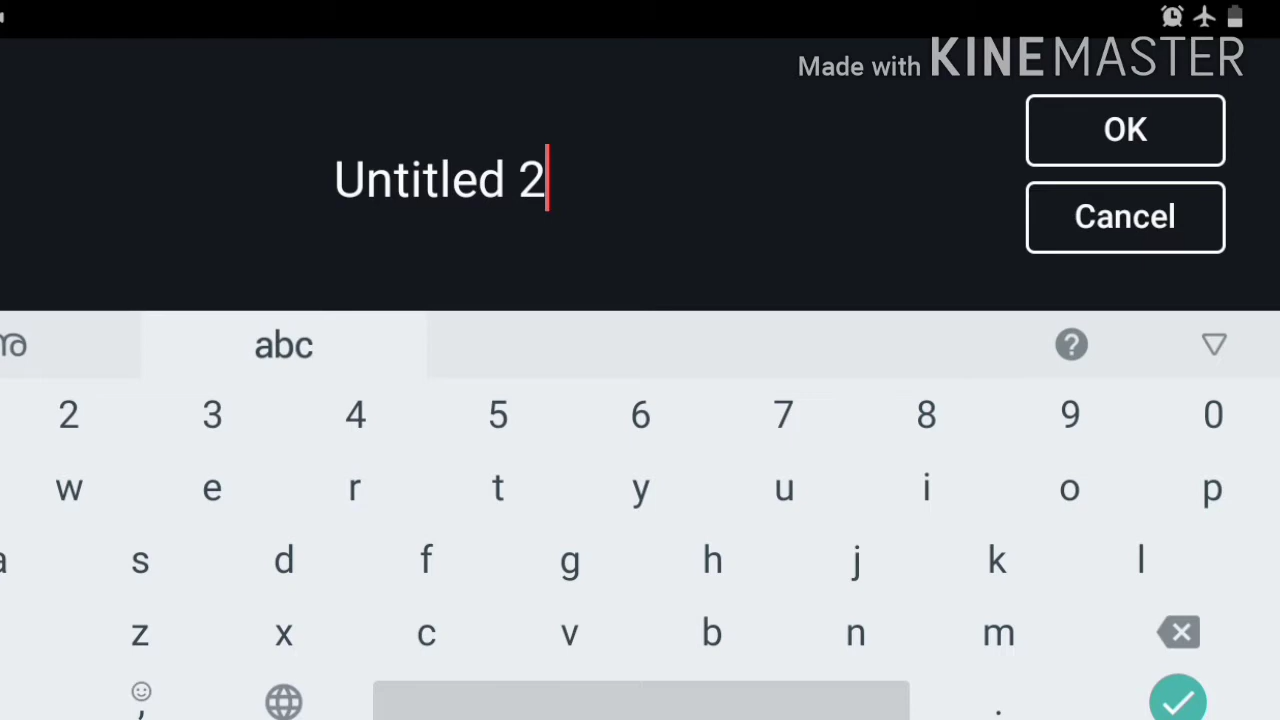 Made with KINEMASTER
OK
Untitled 2
Cancel
abc
2 3 4 5 6 7 8 9 0
w e r t y u i o p
a s d f g h j k l
z x c v b n m
, .